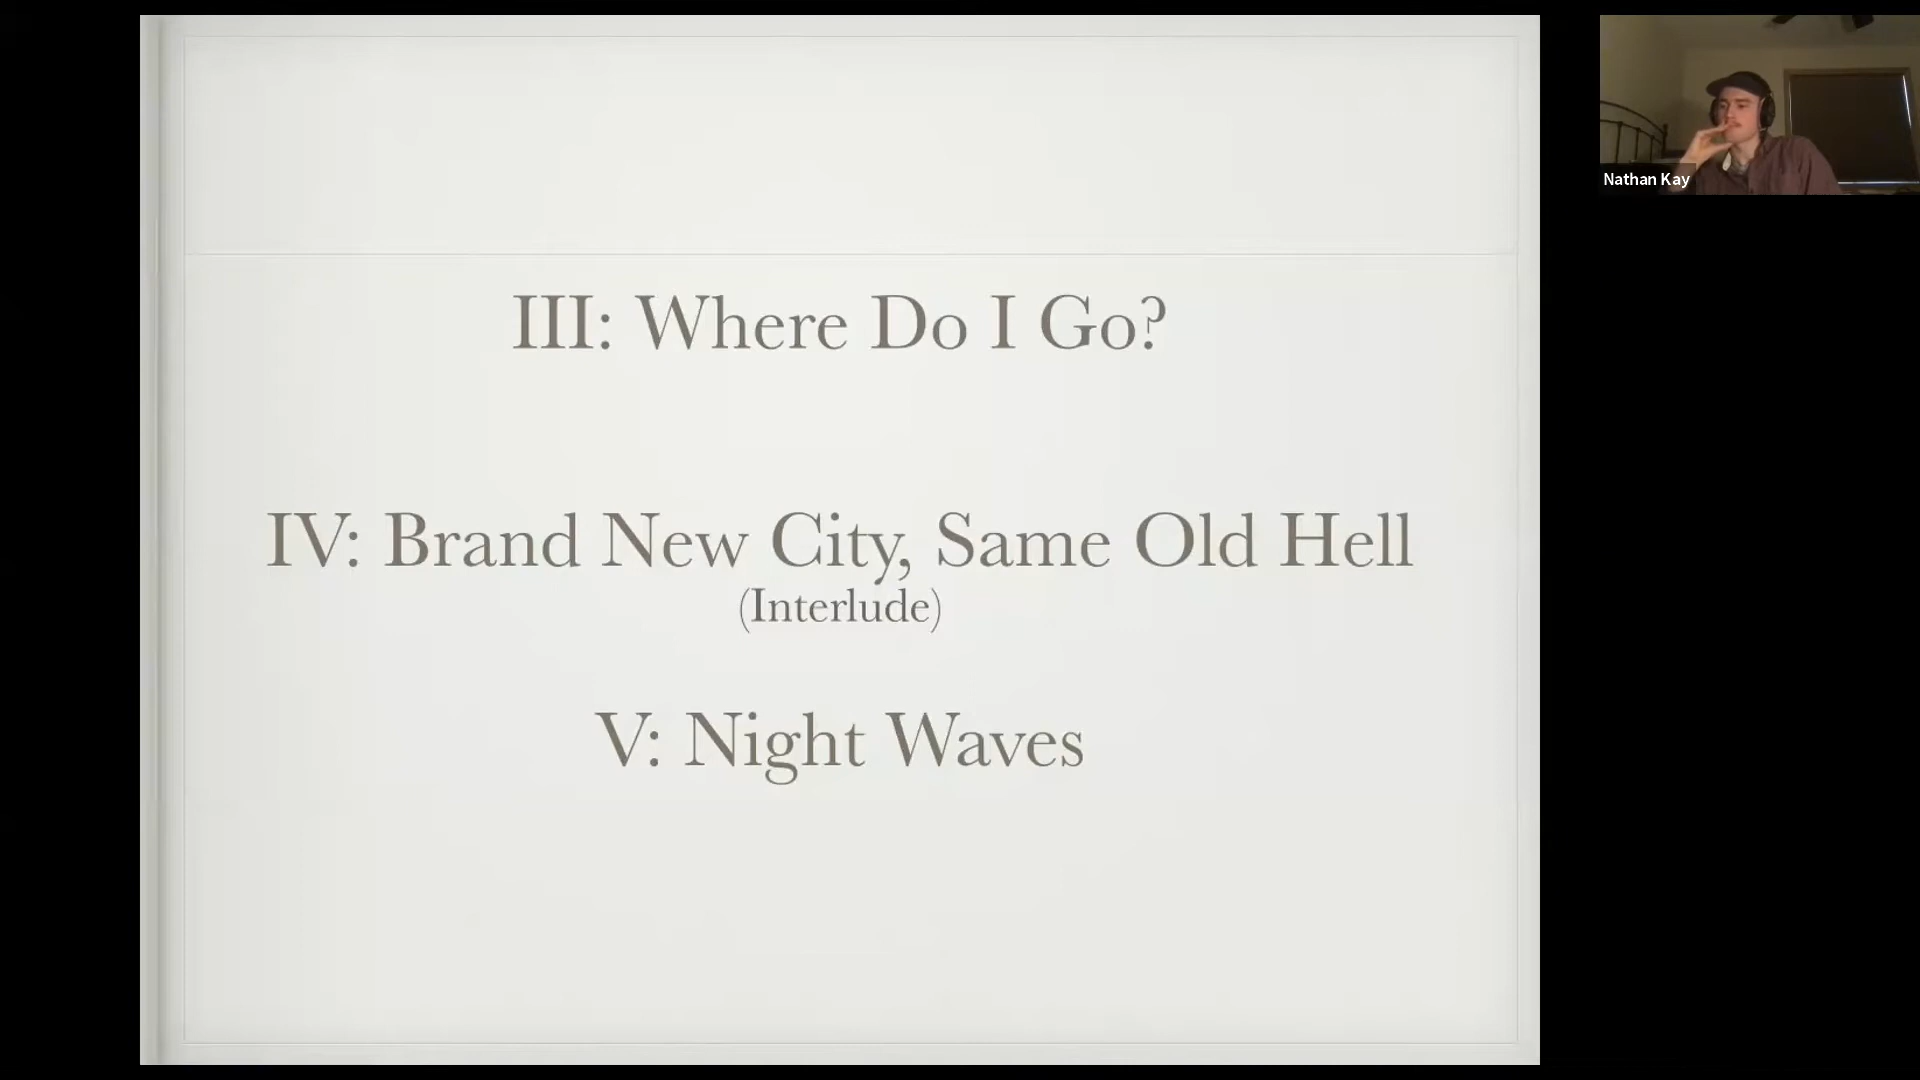 III: Where Do I Go?
IV: Brand New City, Same Old Hell
(Interlude)
V: Night Waves
Nathan Kay